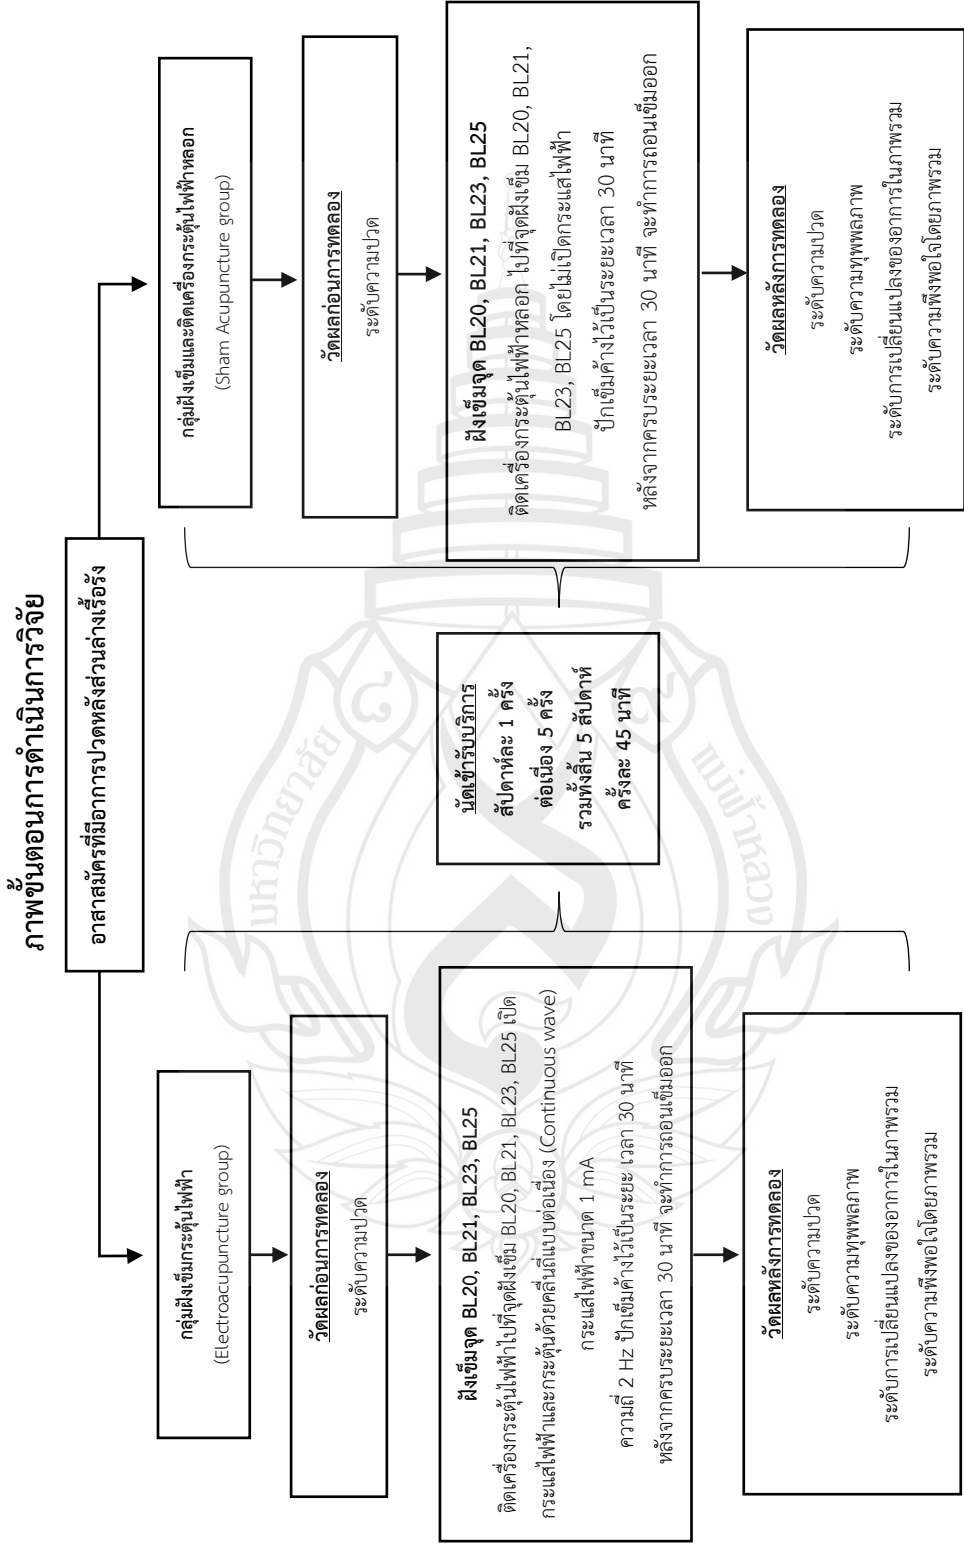 ภาพขั้นตอนการดำเนินการวิจัย
อาสาสมัครที่มีอาการปวดหลังส่วนล่างเรื้อรัง
กลุ่มฝังเข็มกระตุ้นไฟฟ้า
(Electroacupuncture group)
วัดผลก่อนการทดลอง
ระดับความปวด
ฝังเข็มจุด BL20, BL21, BL23, BL25
ติดเครื่องกระตุ้นไฟฟ้าไปที่จุดฝังเข็ม BL20, BL21, BL23, BL25 เปิด
กระแสไฟฟ้าและกระตุ้นด้วยคลื่นถี่แบบต่อเนื่อง (Continuous wave)
กระแสไฟฟ้าขนาด 1 mA
ความถี่ 2 Hz ปักเข็มค้างไว้เป็นระยะ เวลา 30 นาที
หลังจากครบระยะเวลา 30 นาที จะทำการถอนเข็มออก
วัดผลหลังการทดลอง
ระดับความปวด
ระดับความทุพพลภาพ
ระดับการเปลี่ยนแปลงของอาการในภาพรวม
ระดับความพึงพอใจโดยภาพรวม
นัดเข้ารับบริการ
สัปดาห์ละ 1 ครั้ง
ต่อเนื่อง 5 ครั้ง
รวมทั้งสิ้น 5 สัปดาห์
ครั้งละ 45 นาที
กลุ่มฝังเข็มและติดเครื่องกระตุ้นไฟฟ้าหลอก
(Sham Acupuncture group)
วัดผลก่อนการทดลอง
ระดับความปวด
ฝังเข็มจุด BL20, BL21, BL23, BL25
ติดเครื่องกระตุ้นไฟฟ้าหลอก ไปที่จุดฝังเข็ม BL20, BL21,
BL23, BL25 โดยไม่เปิดกระแสไฟฟ้า
ปักเข็มค้างไว้เป็นระยะเวลา 30 นาที
หลังจากครบระยะเวลา 30 นาที จะทำการถอนเข็มออก
วัดผลหลังการทดลอง
ระดับความปวด
ระดับความทุพพลภาพ
ระดับการเปลี่ยนแปลงของอาการในภาพรวม
ระดับความพึงพอใจโดยภาพรวม
มหาวิทยาลัย
แม่ฟ้าหลวง
๘
๙